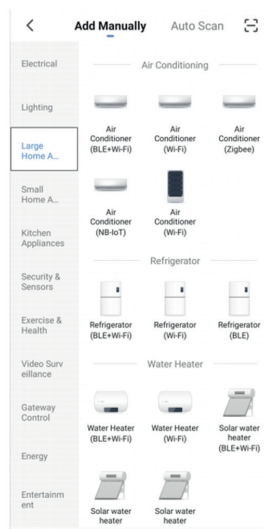 Add Manually
Auto Scan
Electrical
Lighting
Large
Home A...
Small
Home A...
Kitchen
Appliances
Security &
Sensors
Exercise &
Health
Video Surv
eillance
Gateway
Control
Energy
Entertainm
ent
Air Conditioning
Air
Conditioner
(BLE+Wi-Fi)
Air
Conditioner
(Wi-Fi)
Air
Conditioner
(Zigbee)
Air
Conditioner
(NB-IoT)
Air
Conditioner
(Wi-Fi)
Refrigerator
Refrigerator
(BLE+Wi-Fi)
Refrigerator
(Wi-Fi)
Refrigerator
(BLE)
Water Heater
Water Heater
(BLE+Wi-Fi)
Water Heater
(Wi-Fi)
Solar water
heater
(BLE+Wi-Fi)
Solar water
heater
Solar water
heater